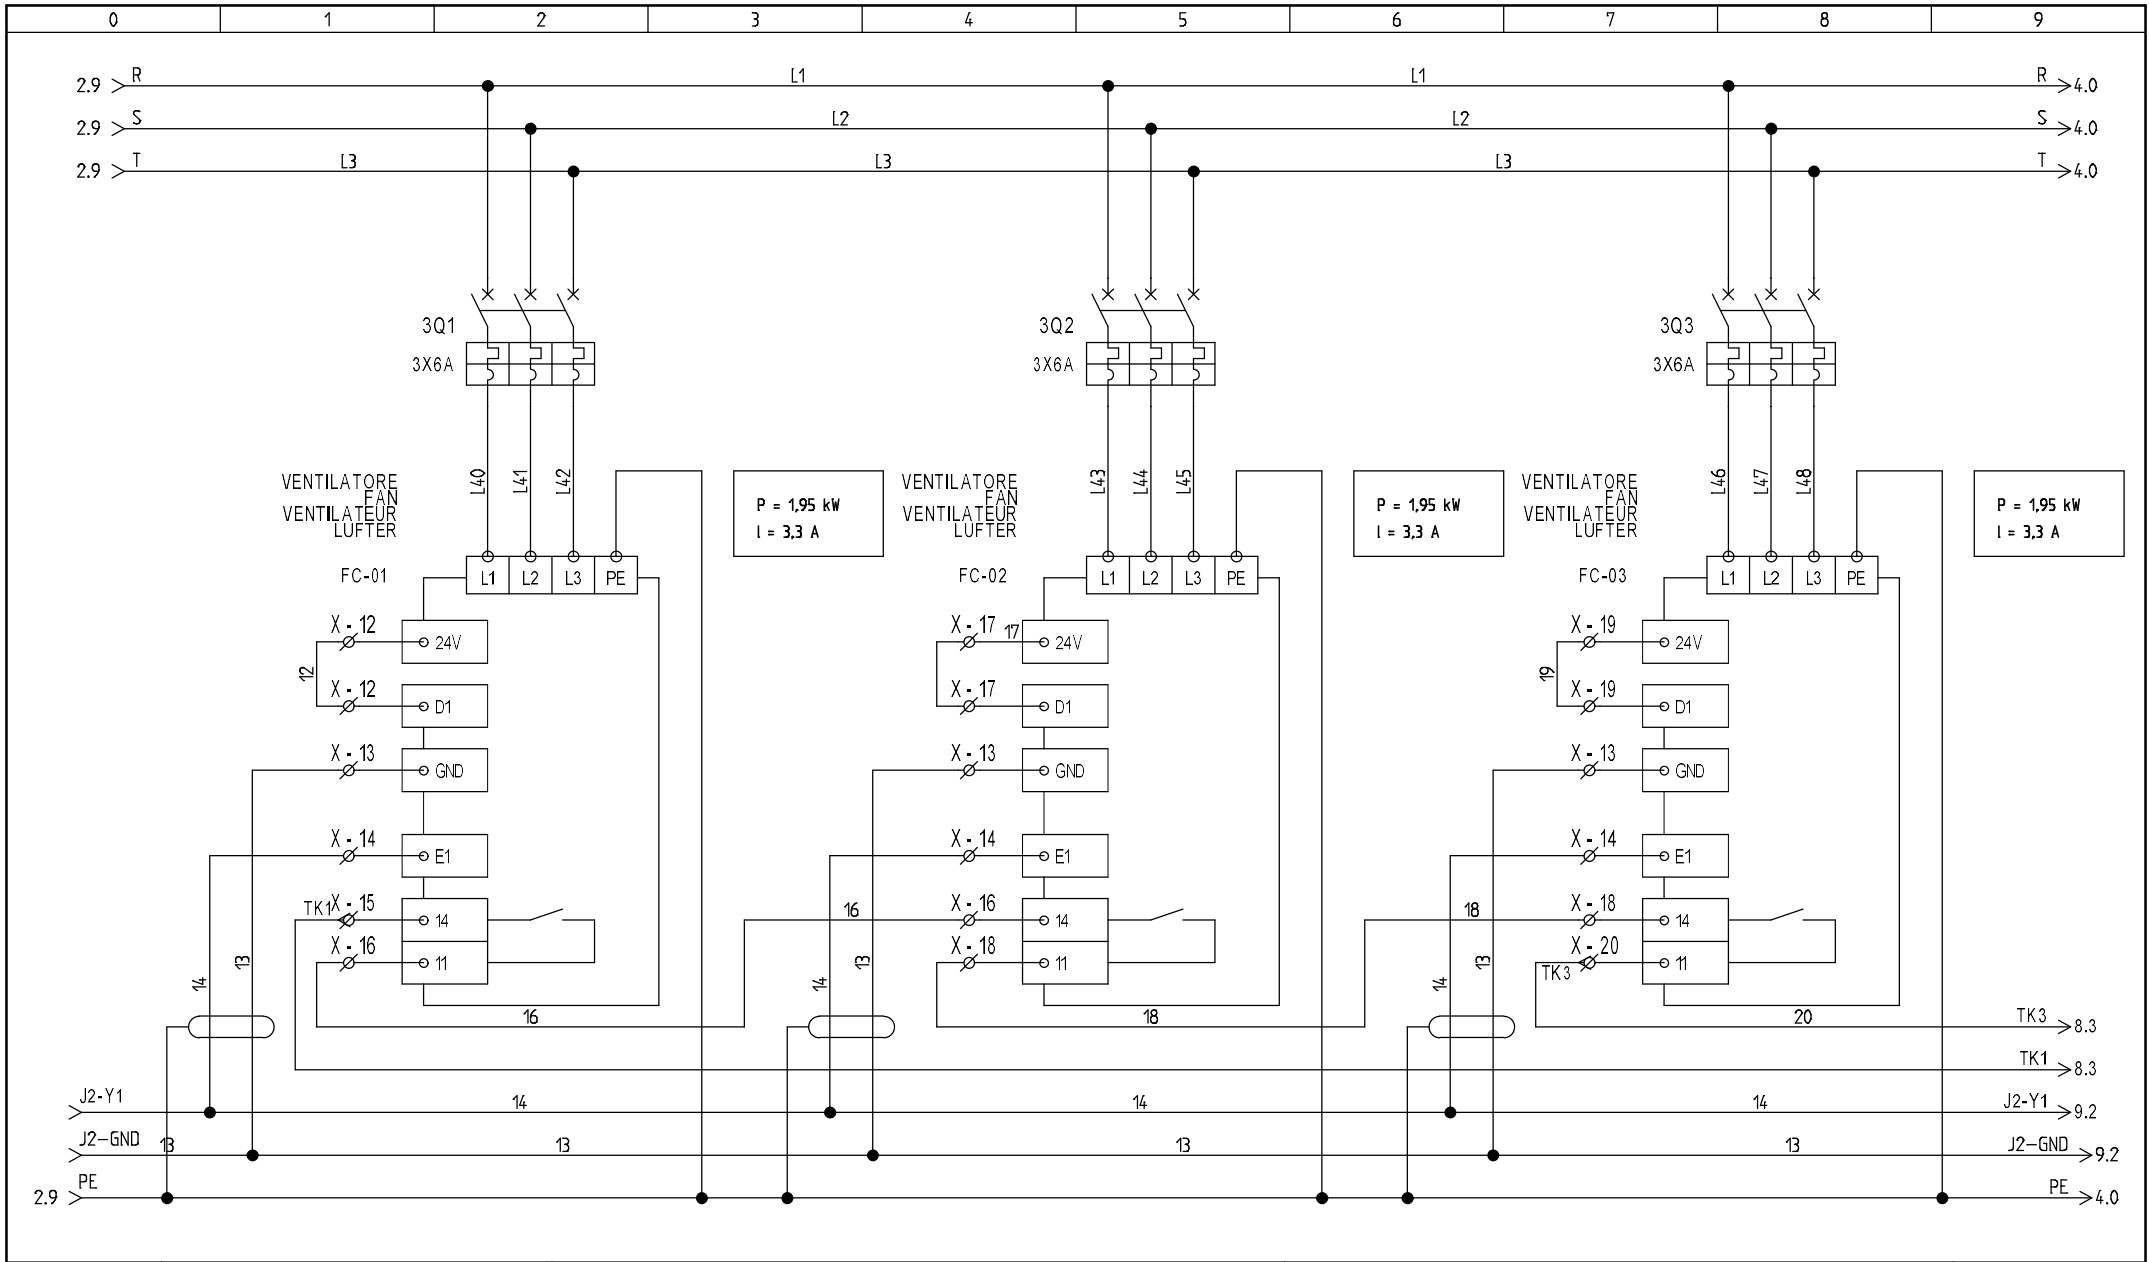 0 1 2 3 4 5 6 7 8 9
2.9 R L1 L1 R 4.0
2.9 S L2 L2 S 4.0
2.9 T L3 L3 L3 T 4.0
3Q1 3Q2 3Q3
3X6A 3X6A 3X6A
L40 L41 L42 L43 L44 L45 L46 L47 L48
VENTILATORE VENTILATORE VENTILATORE
FAN FAN FAN
VENTILATEUR VENTILATEUR VENTILATEUR
LUFTER LUFTER LUFTER
P = 1,95 kW P = 1,95 kW P = 1,95 kW
I = 3,3 A I = 3,3 A I = 3,3 A
FC-01 L1 L2 L3 PE FC-02 L1 L2 L3 PE FC-03 L1 L2 L3 PE
X - 12 24V X - 17 17 24V X - 19 24V
12 19
X - 12 D1 X - 17 D1 X - 19 D1
X - 13 GND X - 13 GND X - 13 GND
X - 14 E1 X - 14 E1 X - 14 E1
TK1 X - 15 14 16 X - 16 14 18 X - 18 14
X - 16 11 X - 18 11 X - 20 11
TK3
14 13 14 13 14 13
16 18 20 TK3 8.3
TK1 8.3
J2-Y1 14 14 14 J2-Y1 9.2
J2-GND 13 13 13 13 J2-GND 9.2
2.9 PE PE 4.0